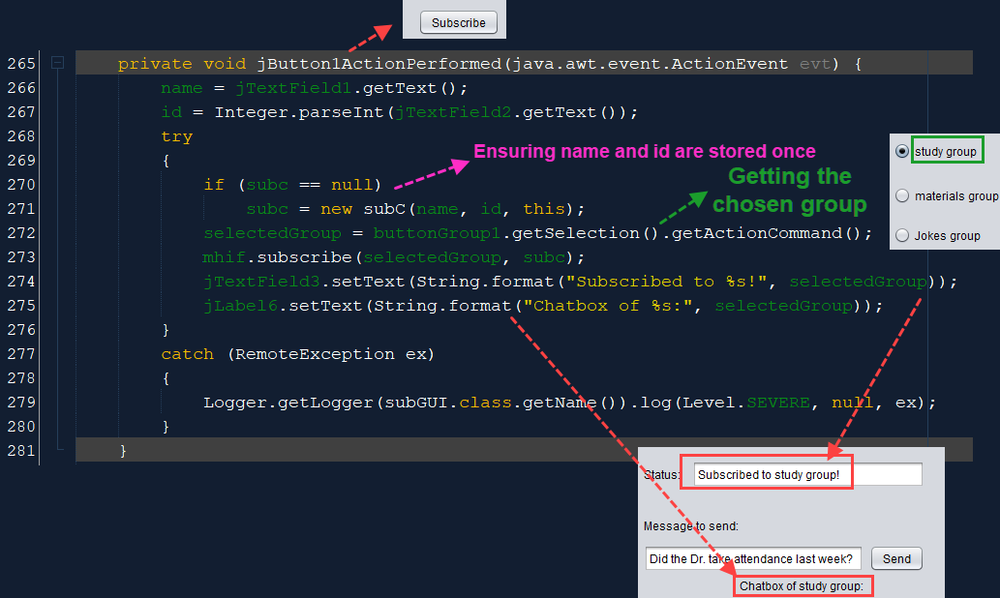 Subscribe
265 private void jButton1ActionPerformed(java.awt.event.ActionEvent evt) {
266 name = jTextField1.getText();
267 id = Integer.parseInt(jTextField2.getText());
268 try
269 {
Ensuring name and id are stored once
270 if (subc == null)
271 subc = new subC(name, id, this);
Getting the
chosen group
272 selectedGroup = buttonGroup1.getSelection().getActionCommand();
273 mhif.subscribe(selectedGroup, subc);
274 jTextField3.setText(String.format("Subscribed to %s!", selectedGroup));
275 jLabel6.setText(String.format("Chatbox of %s:", selectedGroup));
276 }
277 catch (RemoteException ex)
278 {
279 Logger.getLogger(subGUI.class.getName()).log(Level.SEVERE, null, ex);
280 }
281 }
study group
materials group
Jokes group
Status: Subscribed to study group!
Message to send:
Did the Dr. take attendance last week? Send
Chatbox of study group: